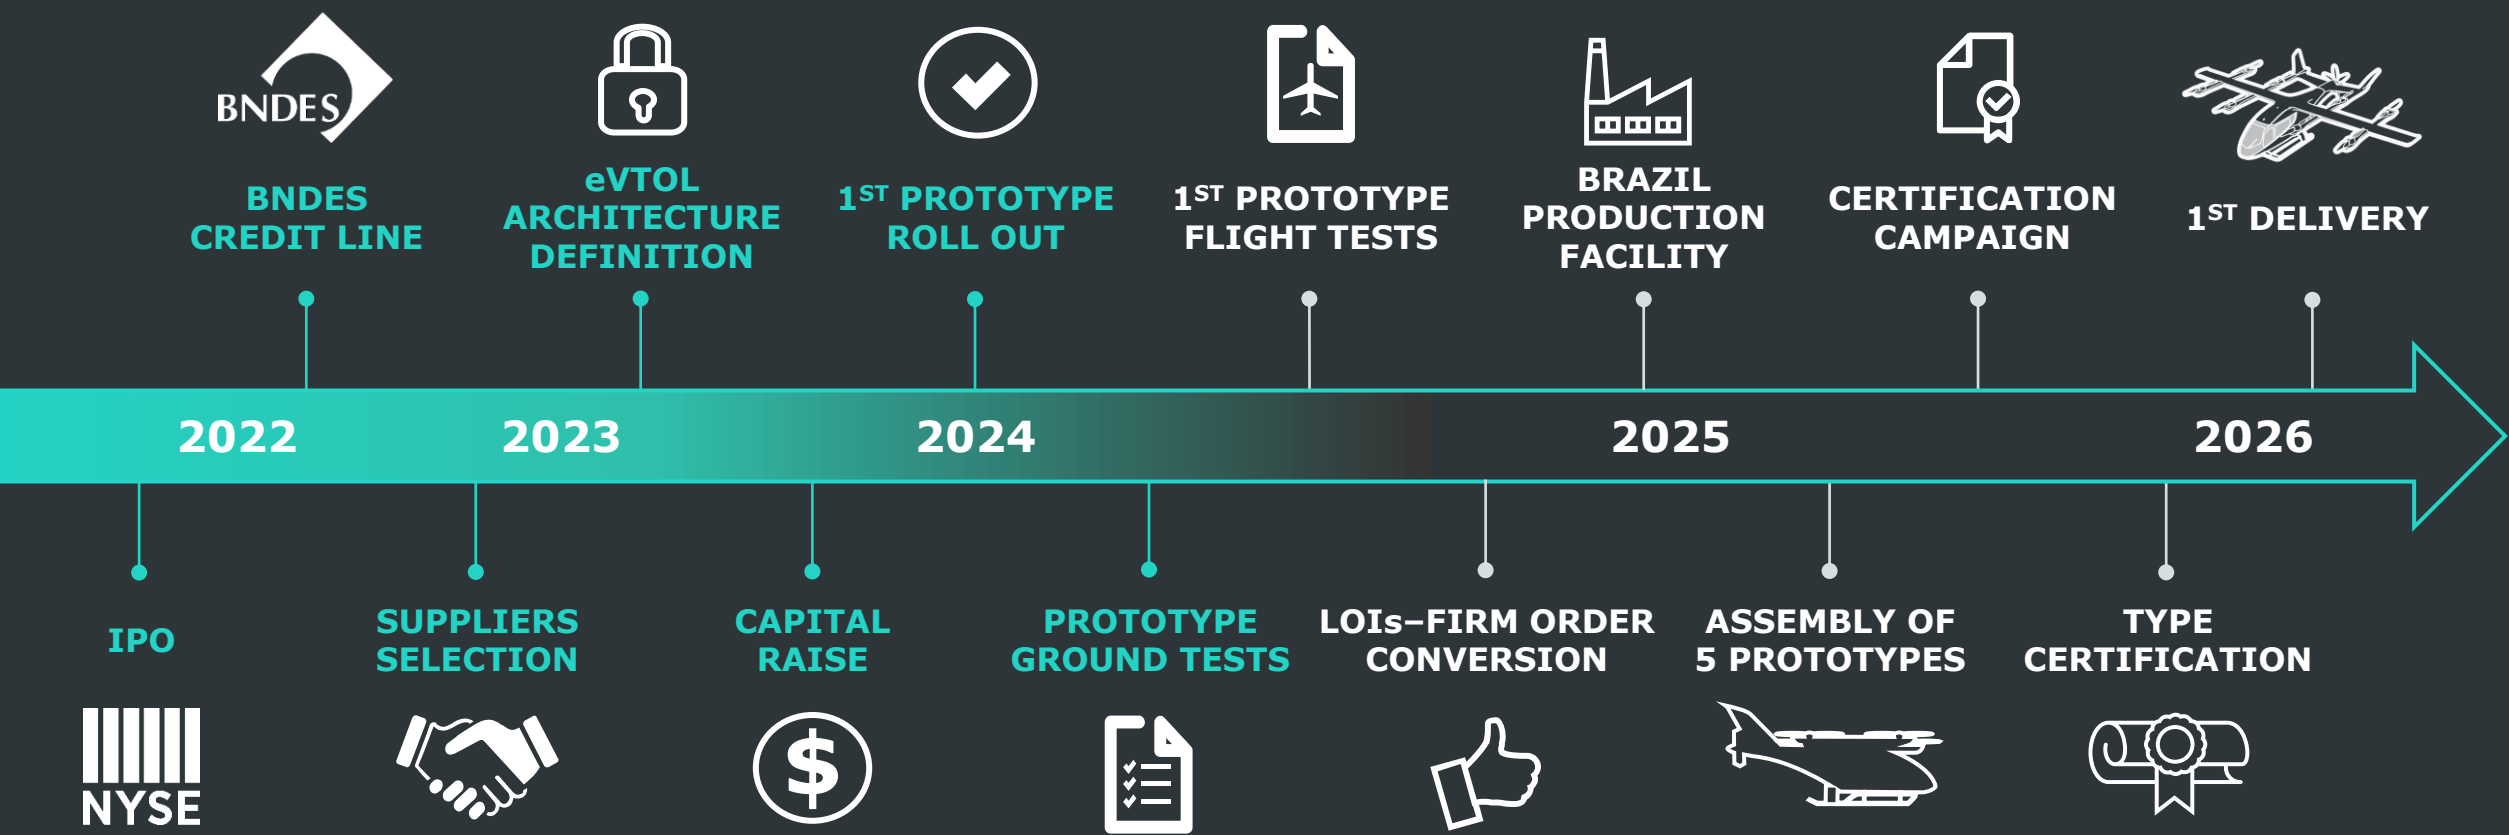 BNDES
BNDES
CREDIT LINE
eVTOL
ARCHITECTURE
DEFINITION
1ST PROTOTYPE
ROLL OUT
1ST PROTOTYPE
FLIGHT TESTS
BRAZIL
PRODUCTION
FACILITY
CERTIFICATION
CAMPAIGN
1ST DELIVERY
2022
2023
2024
2025
2026
IPO
NYSE
SUPPLIERS
SELECTION
CAPITAL
RAISE
$
PROTOTYPE
GROUND TESTS
LOIs–FIRM ORDER
CONVERSION
ASSEMBLY OF
5 PROTOTYPES
TYPE
CERTIFICATION